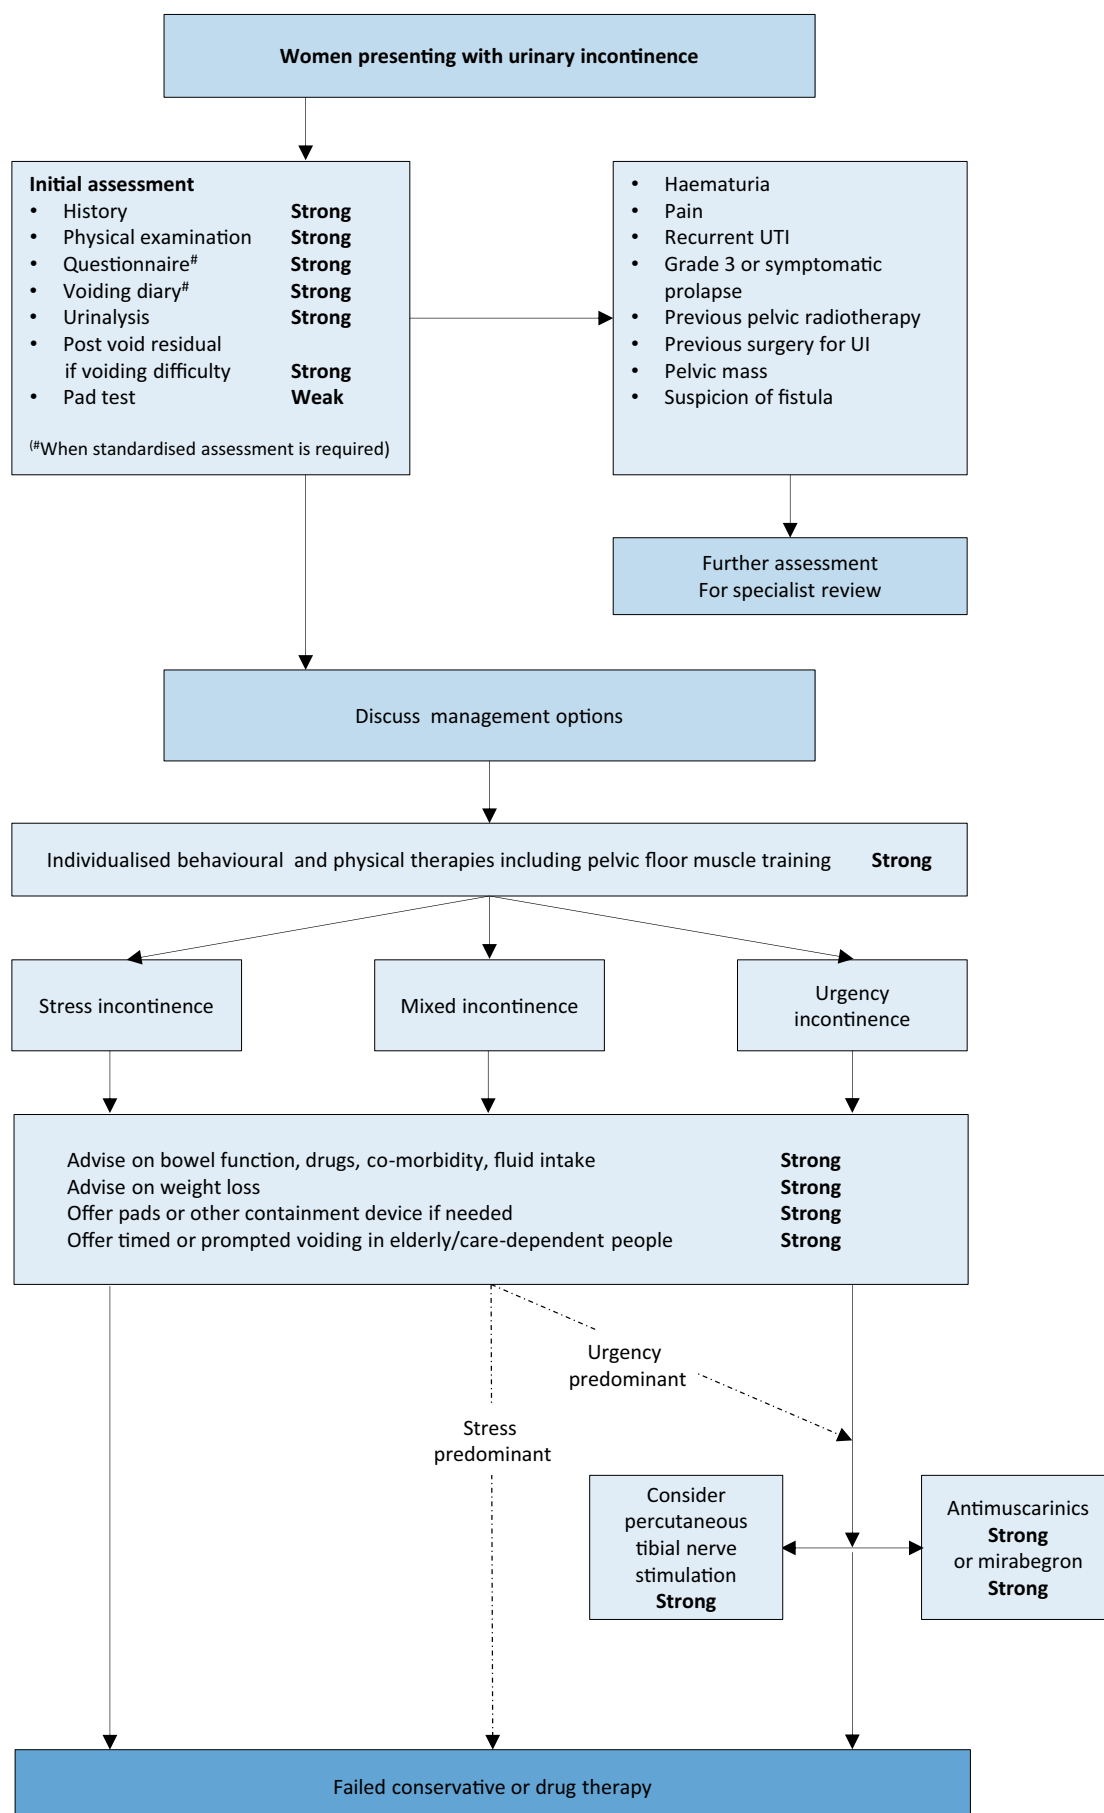 Women presenting with urinary incontinence
Initial assessment
• History Strong
• Physical examination Strong
• Questionnaire# Strong
• Voiding diary# Strong
• Urinalysis Strong
• Post void residual
if voiding difficulty Strong
• Pad test Weak
(#When standardised assessment is required)
• Haematuria
• Pain
• Recurrent UTI
• Grade 3 or symptomatic
prolapse
• Previous pelvic radiotherapy
• Previous surgery for UI
• Pelvic mass
• Suspicion of fistula
Further assessment
For specialist review
Discuss management options
Individualised behavioural and physical therapies including pelvic floor muscle training Strong
Stress incontinence
Mixed incontinence
Urgency
incontinence
Advise on bowel function, drugs, co-morbidity, fluid intake Strong
Advise on weight loss Strong
Offer pads or other containment device if needed Strong
Offer timed or prompted voiding in elderly/care-dependent people Strong
Urgency
predominant
Stress
predominant
Consider
percutaneous
tibial nerve
stimulation
Strong
Antimuscarinics
Strong
or mirabegron
Strong
Failed conservative or drug therapy